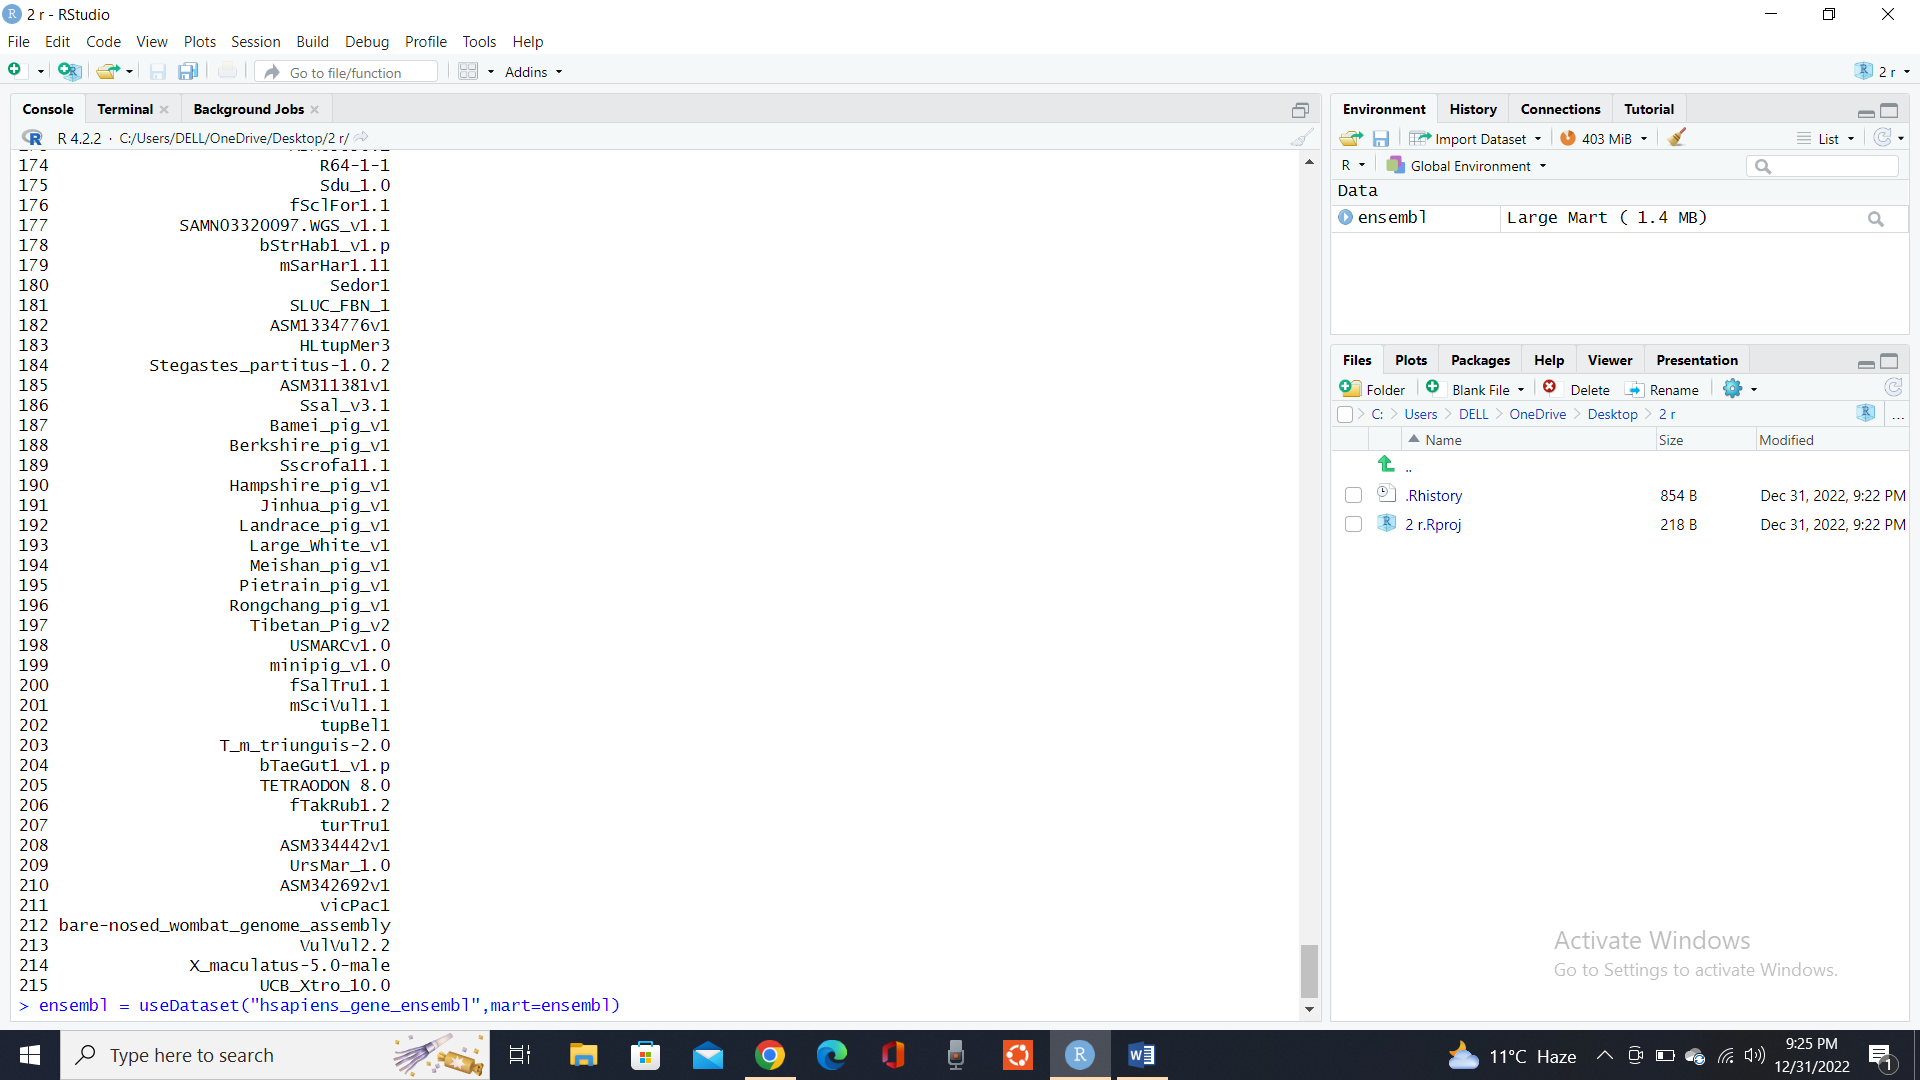 2 r - RStudio
File Edit Code View Plots Session Build Debug Profile Tools Help
Go to file/function Addins 2 r
Console Terminal Background Jobs
R 4.2.2 · C:/Users/DELL/OneDrive/Desktop/2 r/
174 R64-1-1
175 Sdu_1.0
176 fSclFor1.1
177 SAMN03320097.WGS_v1.1
178 bStrHab1_v1.p
179 mSarHar1.11
180 Sedor1
181 SLUC_FBN_1
182 ASM1334776v1
183 HLtupMer3
184 Stegastes_partitus-1.0.2
185 ASM311381v1
186 Ssal_v3.1
187 Bamei_pig_v1
188 Berkshire_pig_v1
189 Sscrofa11.1
190 Hampshire_pig_v1
191 Jinhua_pig_v1
192 Landrace_pig_v1
193 Large_White_v1
194 Meishan_pig_v1
195 Pietrain_pig_v1
196 Rongchang_pig_v1
197 Tibetan_Pig_v2
198 USMARCv1.0
199 minipig_v1.0
200 fSalTru1.1
201 mSciVul1.1
202 tupBel1
203 T_m_triunguis-2.0
204 bTaeGut1_v1.p
205 TETRAODON 8.0
206 fTakRub1.2
207 turTru1
208 ASM334442v1
209 UrsMar_1.0
210 ASM342692v1
211 vicPac1
212 bare-nosed_wombat_genome_assembly
213 VulVul2.2
214 X_maculatus-5.0-male
215 UCB_Xtro_10.0
> ensembl = useDataset("hsapiens_gene_ensembl",mart=ensembl)
Environment History Connections Tutorial
Import Dataset 403 MiB List
R Global Environment
Data
ensembl Large Mart ( 1.4 MB)
Files Plots Packages Help Viewer Presentation
Folder Blank File Delete Rename
C: Users DELL OneDrive Desktop 2 r ...
Name Size Modified
..
.Rhistory 854 B Dec 31, 2022, 9:22 PM
2 r.Rproj 218 B Dec 31, 2022, 9:22 PM
Activate Windows
Go to Settings to activate Windows.
Type here to search
11°C Haze
9:25 PM
12/31/2022
1